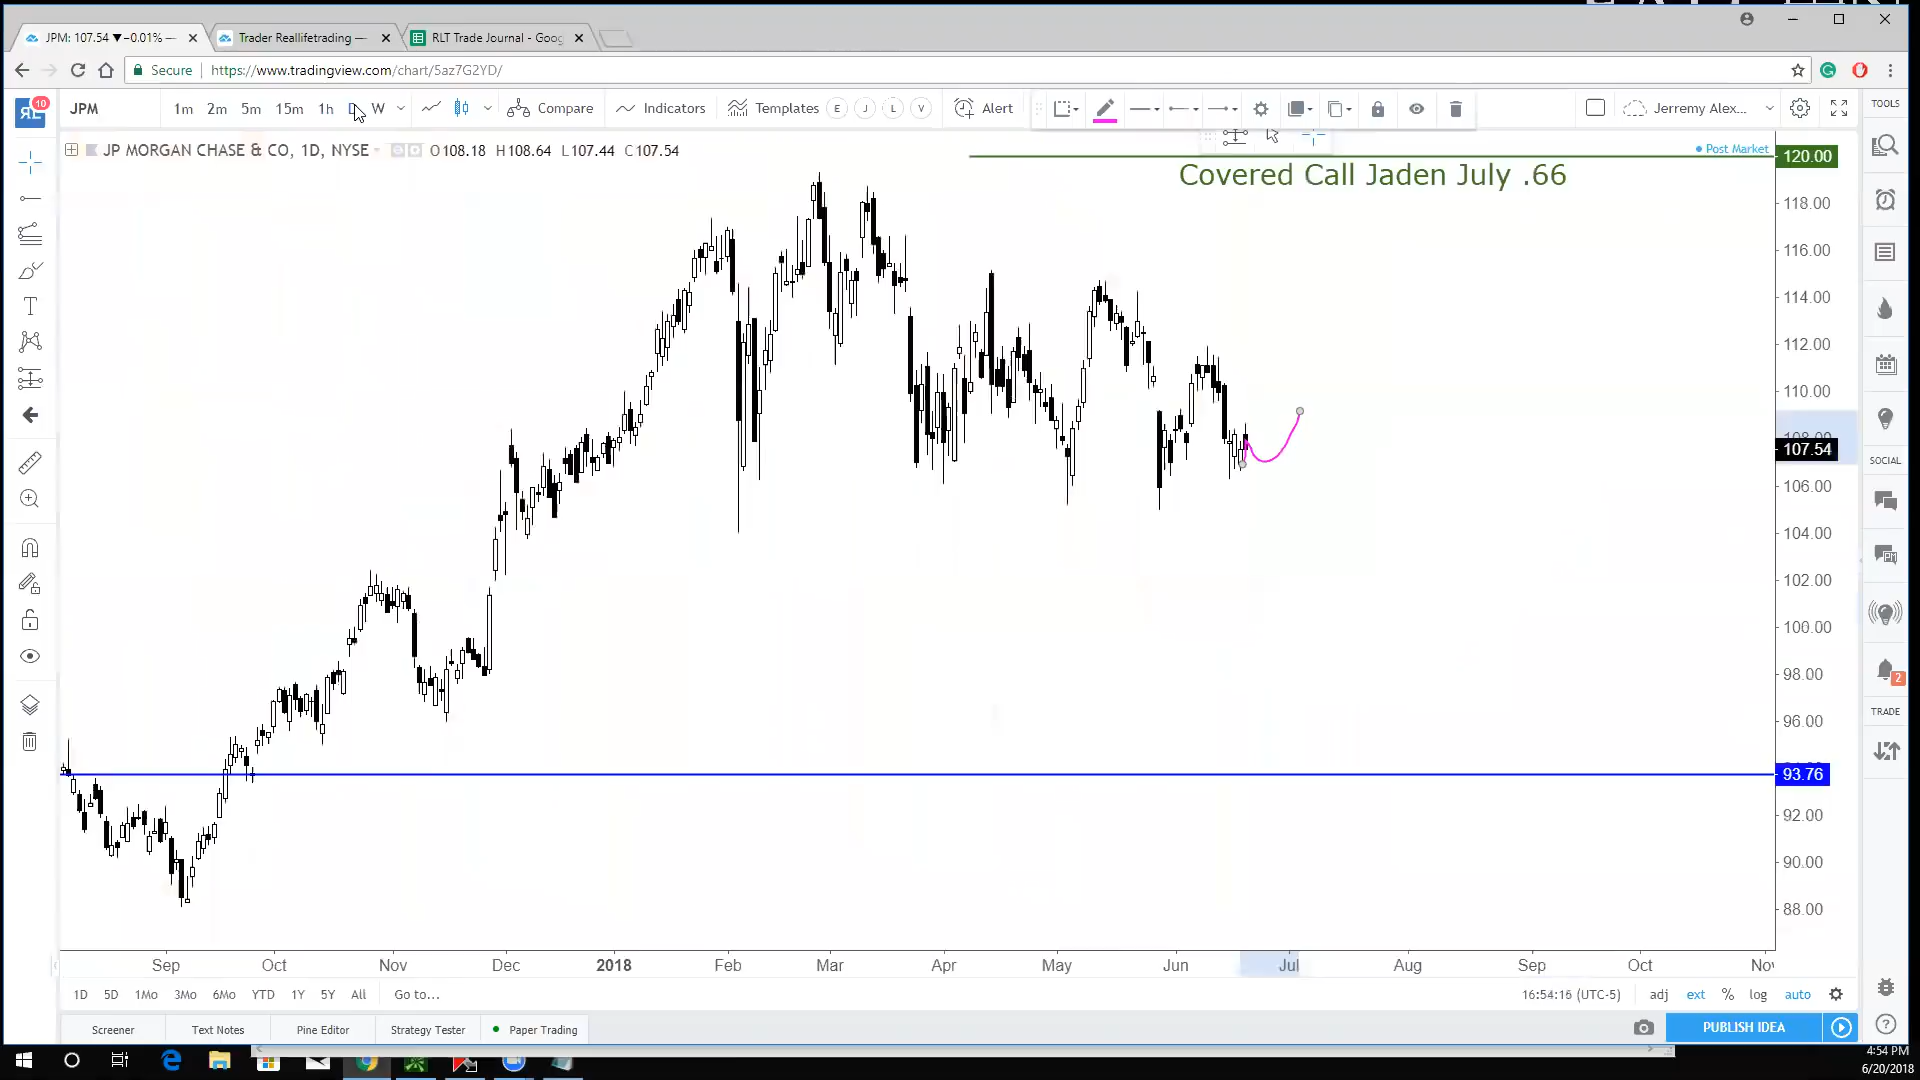 JPM: 107.54 ▼ −0.01% —
Trader Reallifetrading —
RLT Trade Journal - Goog
Secure
https://www.tradingview.com/chart/5az7G2YD/
10
JPM
1m 2m 5m 15m 1h D W
Compare
Indicators
Templates
E J L V
Alert
Jerremy Alex...
TOOLS
JP MORGAN CHASE & CO, 1D, NYSE
O108.18 H108.64 L107.44 C107.54
Post Market
120.00
Covered Call Jaden July .66
118.00
116.00
114.00
112.00
110.00
108.00
107.54
106.00
104.00
102.00
100.00
98.00
96.00
93.76
92.00
90.00
88.00
SOCIAL
2
TRADE
Sep Oct Nov Dec 2018 Feb Mar Apr May Jun Jul Aug Sep Oct Nov
1D 5D 1Mo 3Mo 6Mo YTD 1Y 5Y All Go to...
16:54:16 (UTC-5) adj ext % log auto
Screener Text Notes Pine Editor Strategy Tester Paper Trading
PUBLISH IDEA
4:54 PM
6/20/2018